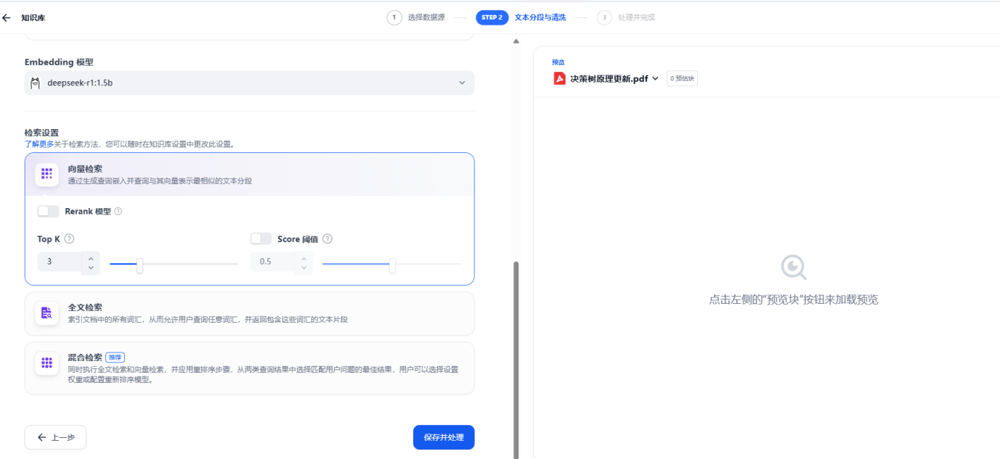 知识库
1 选择数据源
STEP 2 文本分段与清洗
3 处理并完成
Embedding 模型
deepseek-r1:1.5b
检索设置
了解更多关于检索方法，您可以随时在知识库设置中更改此设置。
向量检索
通过生成查询嵌入并查询与其向量表示最相似的文本分段
Rerank 模型 ?
Top K ?
3
Score 阈值 ?
0.5
全文检索
索引文档中的所有词汇，从而允许用户查询任意词汇，并返回包含这些词汇的文本片段
混合检索 推荐
同时执行全文检索和向量检索，并应用重排序步骤，从两类查询结果中选择匹配用户问题的最佳结果，用户可以选择设置
权重或配置重新排序模型。
上一步
保存并处理
预览
决策树原理更新.pdf 0 预估块
点击左侧的“预览块”按钮来加载预览